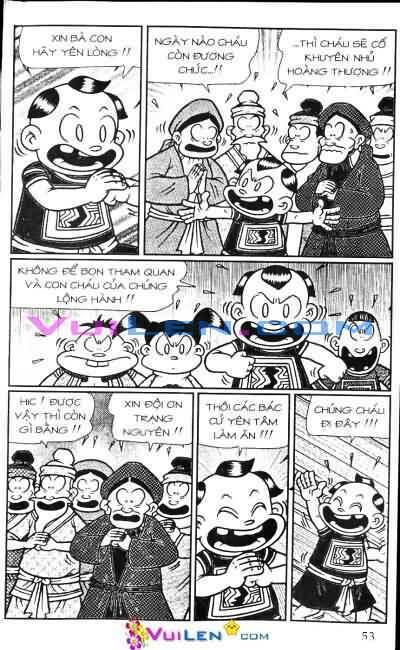 XIN BÀ CON
HÃY YÊN LÒNG !!
NGÀY NÀO CHÁU
CÒN ĐƯƠNG
CHỨC...!!
...THÌ CHÁU SẼ CỐ
KHUYÊN NHỦ
HOÀNG THƯỢNG !!
KHÔNG ĐỂ BỌN THAM QUAN
VÀ CON CHÁU CỦA CHÚNG
LỘNG HÀNH !!
VuiLen.com
HIC ! ĐƯỢC
VẬY THÌ CÒN
GÌ BẰNG !!
XIN ĐỘI ƠN
TRẠNG
NGUYÊN !!
THÔI CÁC BÁC
CỨ YÊN TÂM
LÀM ĂN !!
CHÚNG CHÁU
ĐI ĐÂY !!!
53
VuiLen.com